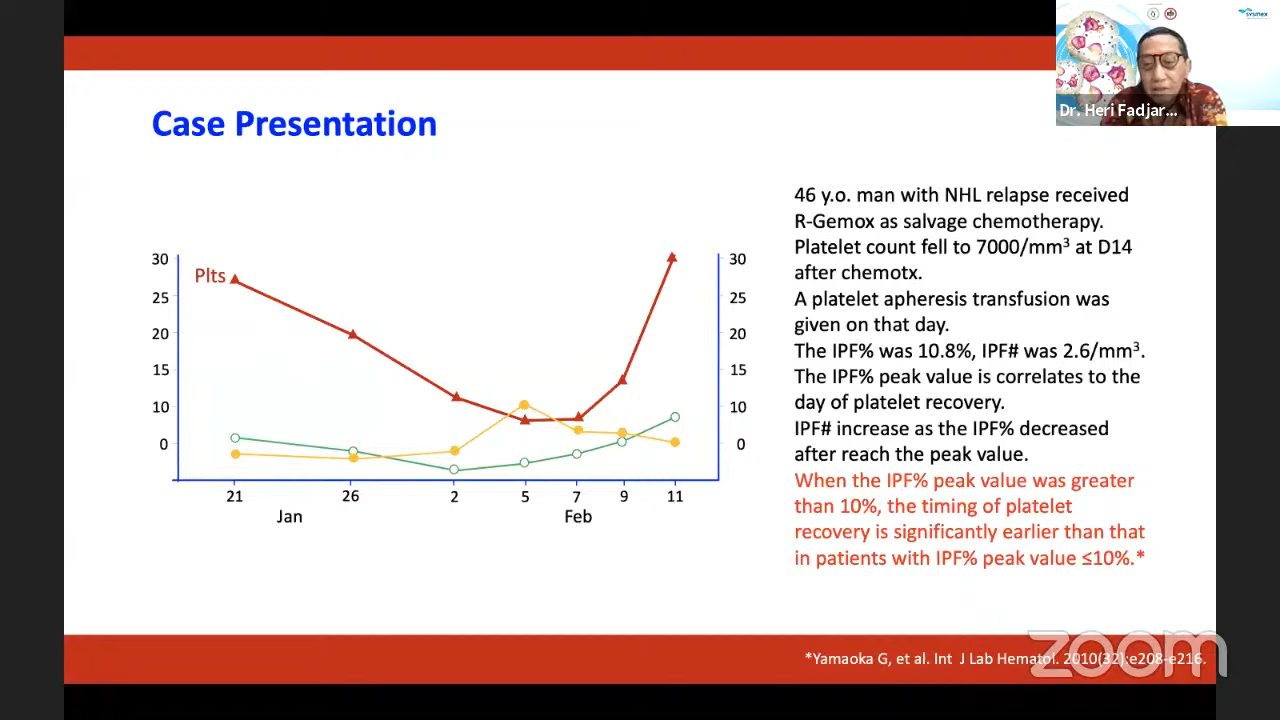 sysmex
Dr. Heri Fadjar...
Case Presentation
Plts
30
25
20
15
10
0
30
25
20
15
10
0
21 26 2 5 7 9 11
Jan Feb
46 y.o. man with NHL relapse received
R-Gemox as salvage chemotherapy.
Platelet count fell to 7000/mm³ at D14
after chemotx.
A platelet apheresis transfusion was
given on that day.
The IPF% was 10.8%, IPF# was 2.6/mm³.
The IPF% peak value is correlates to the
day of platelet recovery.
IPF# increase as the IPF% decreased
after reach the peak value.
When the IPF% peak value was greater
than 10%, the timing of platelet
recovery is significantly earlier than that
in patients with IPF% peak value ≤10%.*
*Yamaoka G, et al. Int J Lab Hematol. 2010(32):e208-e216.
zoom